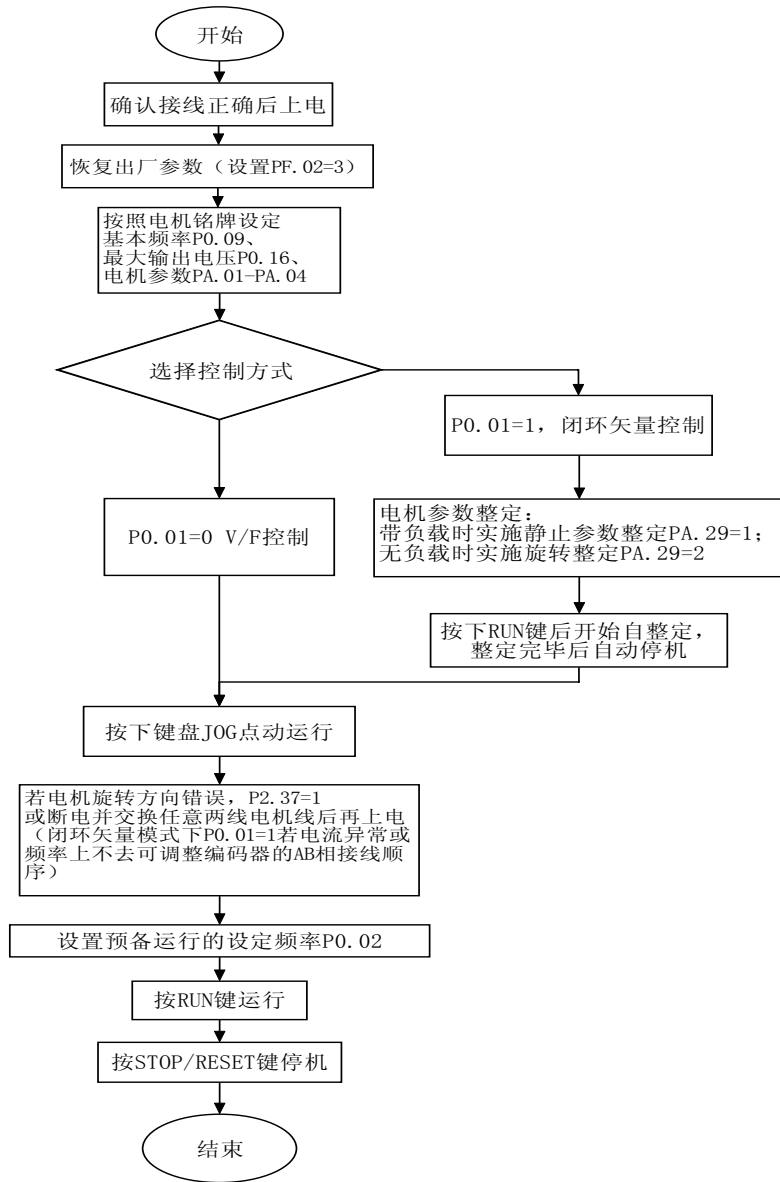 开始
确认接线正确后上电
恢复出厂参数（设置PF.02=3）
按照电机铭牌设定
基本频率P0.09、
最大输出电压P0.16、
电机参数PA.01-PA.04
选择控制方式
P0.01=1，闭环矢量控制
P0.01=0 V/F控制
电机参数整定：
带负载时实施静止参数整定PA.29=1；
无负载时实施旋转整定PA.29=2
按下RUN键后开始自整定，
整定完毕后自动停机
按下键盘JOG点动运行
若电机旋转方向错误，P2.37=1
或断电并交换任意两线电机线后再上电
（闭环矢量模式下P0.01=1若电流异常或
频率上不去可调整编码器的AB相接线顺
序）
设置预备运行的设定频率P0.02
按RUN键运行
按STOP/RESET键停机
结束